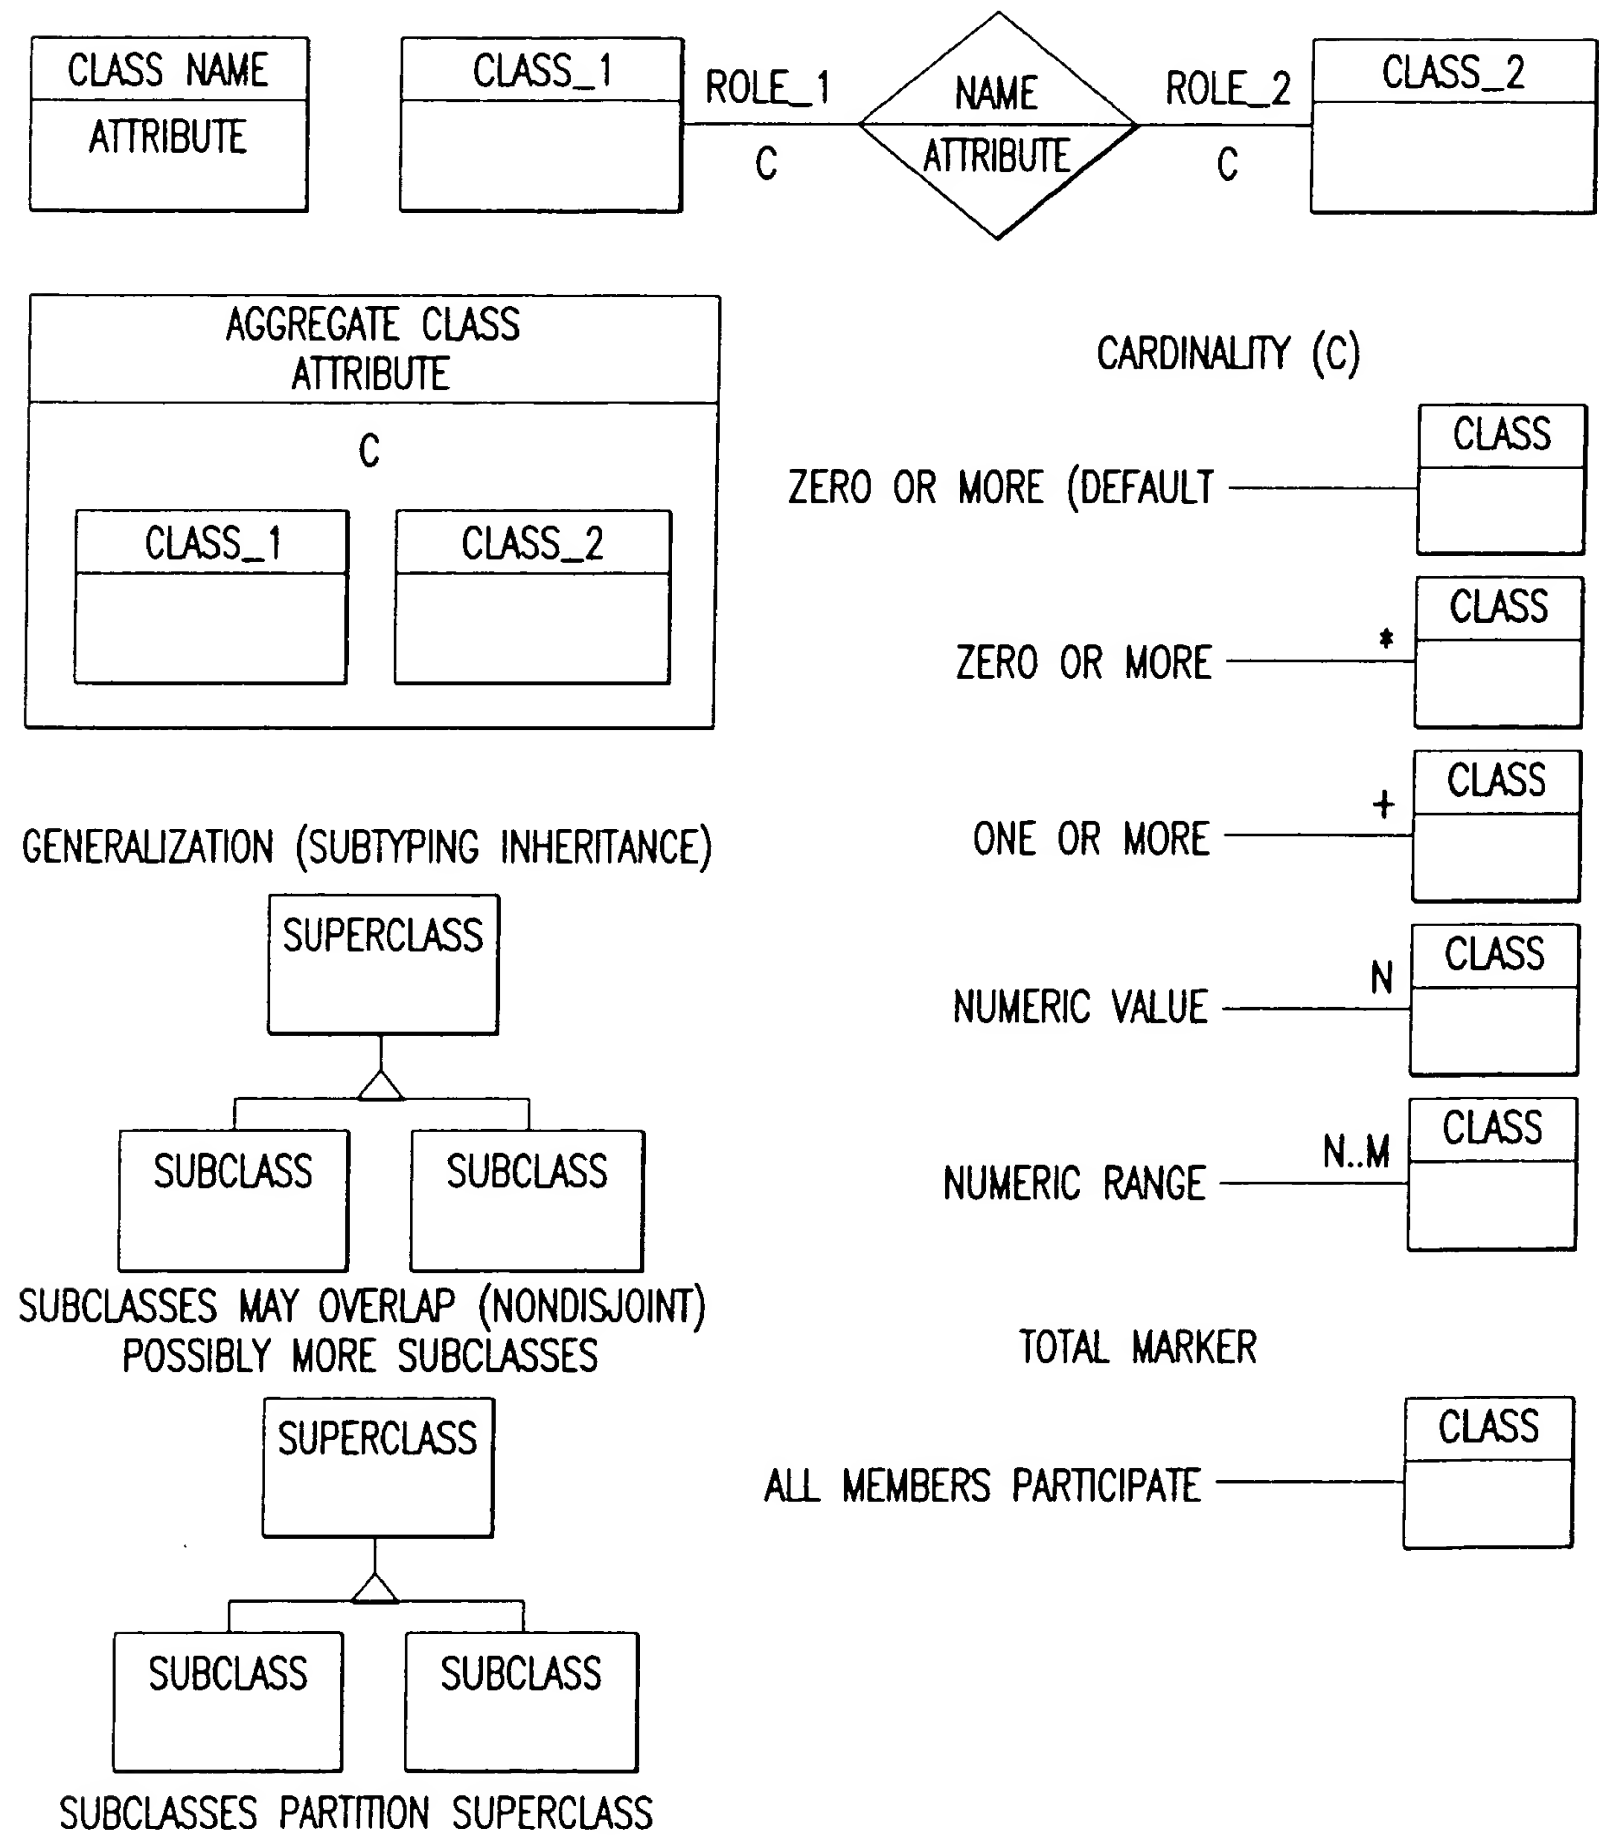 CLASS NAME
ATTRIBUTE
CLASS_1
ROLE_1
C
NAME
ATTRIBUTE
ROLE_2
C
CLASS_2
AGGREGATE CLASS
ATTRIBUTE
C
CLASS_1
CLASS_2
GENERALIZATION (SUBTYPING INHERITANCE)
SUPERCLASS
SUBCLASS
SUBCLASS
SUBCLASSES MAY OVERLAP (NONDISJOINT)
POSSIBLY MORE SUBCLASSES
SUPERCLASS
SUBCLASS
SUBCLASS
SUBCLASSES PARTITION SUPERCLASS
CARDINALITY (C)
ZERO OR MORE (DEFAULT
CLASS
ZERO OR MORE
*
CLASS
ONE OR MORE
+
CLASS
NUMERIC VALUE
N
CLASS
NUMERIC RANGE
N..M
CLASS
TOTAL MARKER
ALL MEMBERS PARTICIPATE
CLASS